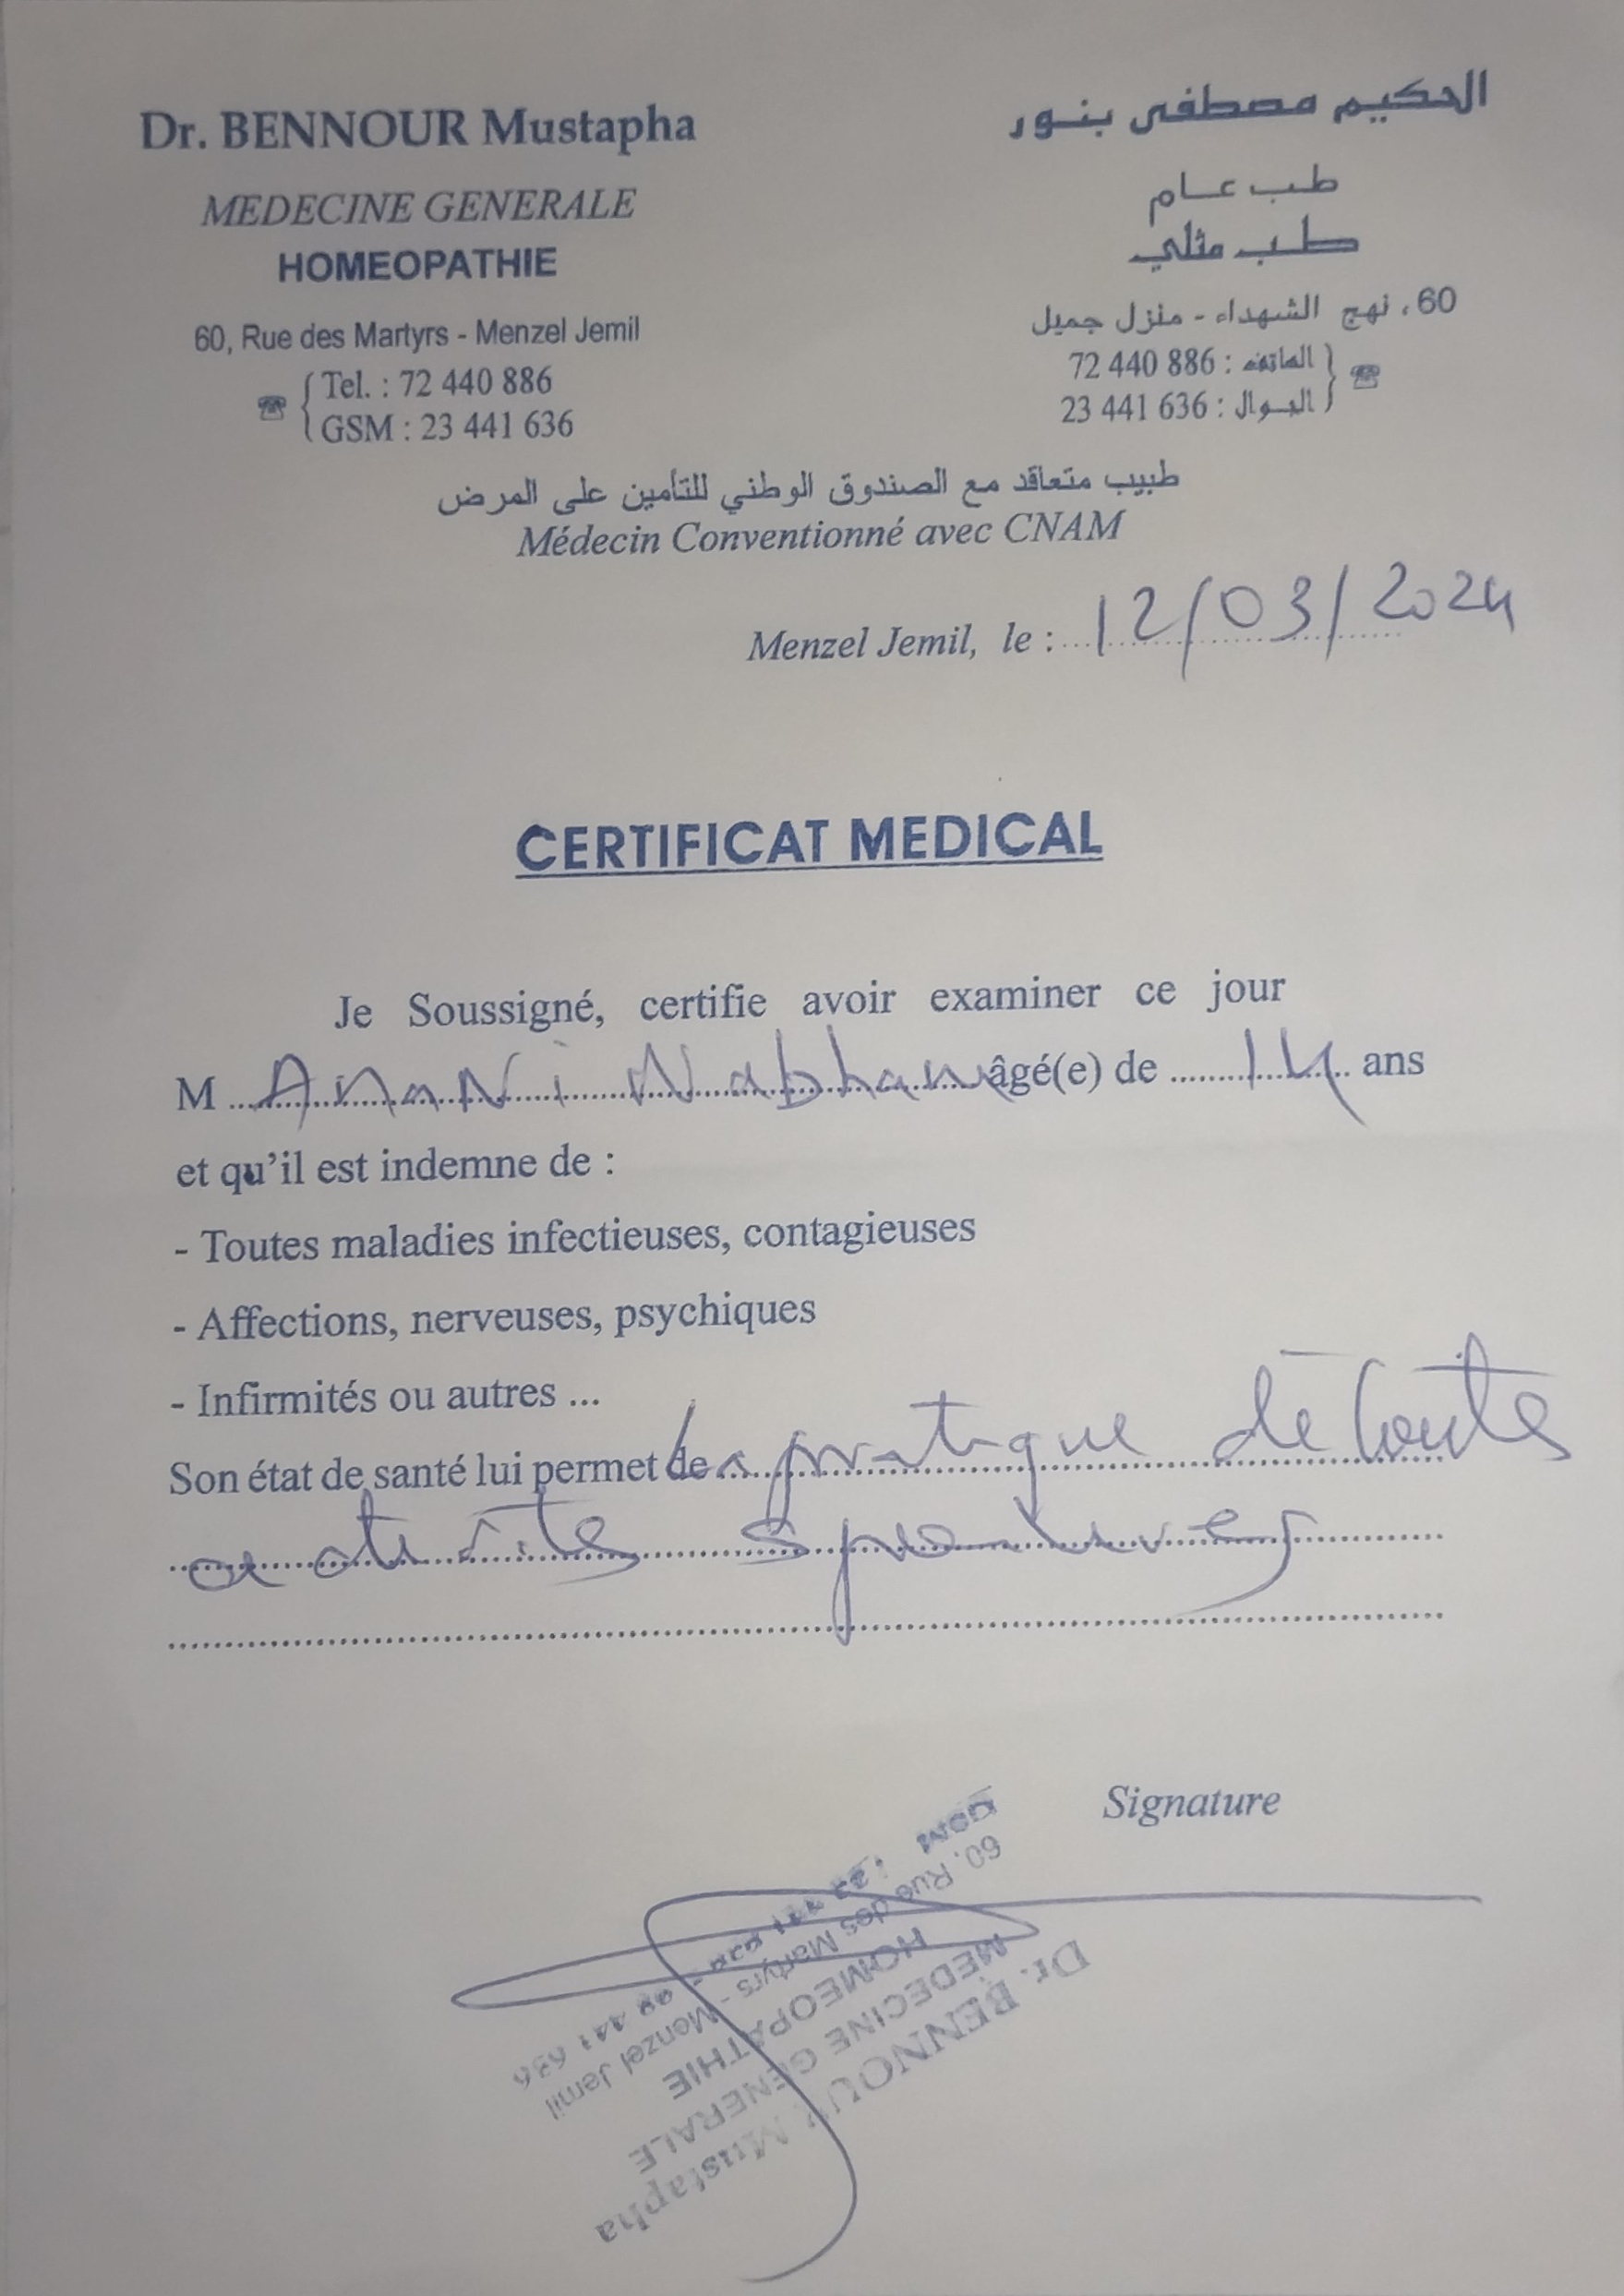 Dr. BENNOUR Mustapha
MEDECINE GENERALE
HOMEOPATHIE
60, Rue des Martyrs - Menzel Jemil
Tel. : 72 440 886
GSM : 23 441 636
الحكيم مصطفى بنور
طب عام
طب مثلي
60، نهج الشهداء - منزل جميل
الهاتف : 72 440 886
الجوال : 23 441 636
طبيب متعاقد مع الصندوق الوطني للتأمين على المرض
Médecin Conventionné avec CNAM
Menzel Jemil, le : 12/03/2024
CERTIFICAT MEDICAL
Je Soussigné, certifie avoir examiner ce jour
M Anani Nabhan âgé(e) de 14 ans
et qu'il est indemne de :
- Toutes maladies infectieuses, contagieuses
- Affections, nerveuses, psychiques
- Infirmités ou autres ...
Son état de santé lui permet de la pratique de toutes
activités sportives
Signature
Dr. BENNOUR Mustapha
MEDECINE GENERALE
HOMEOPATHIE
60, Rue des Martyrs - Menzel Jemil
GSM :